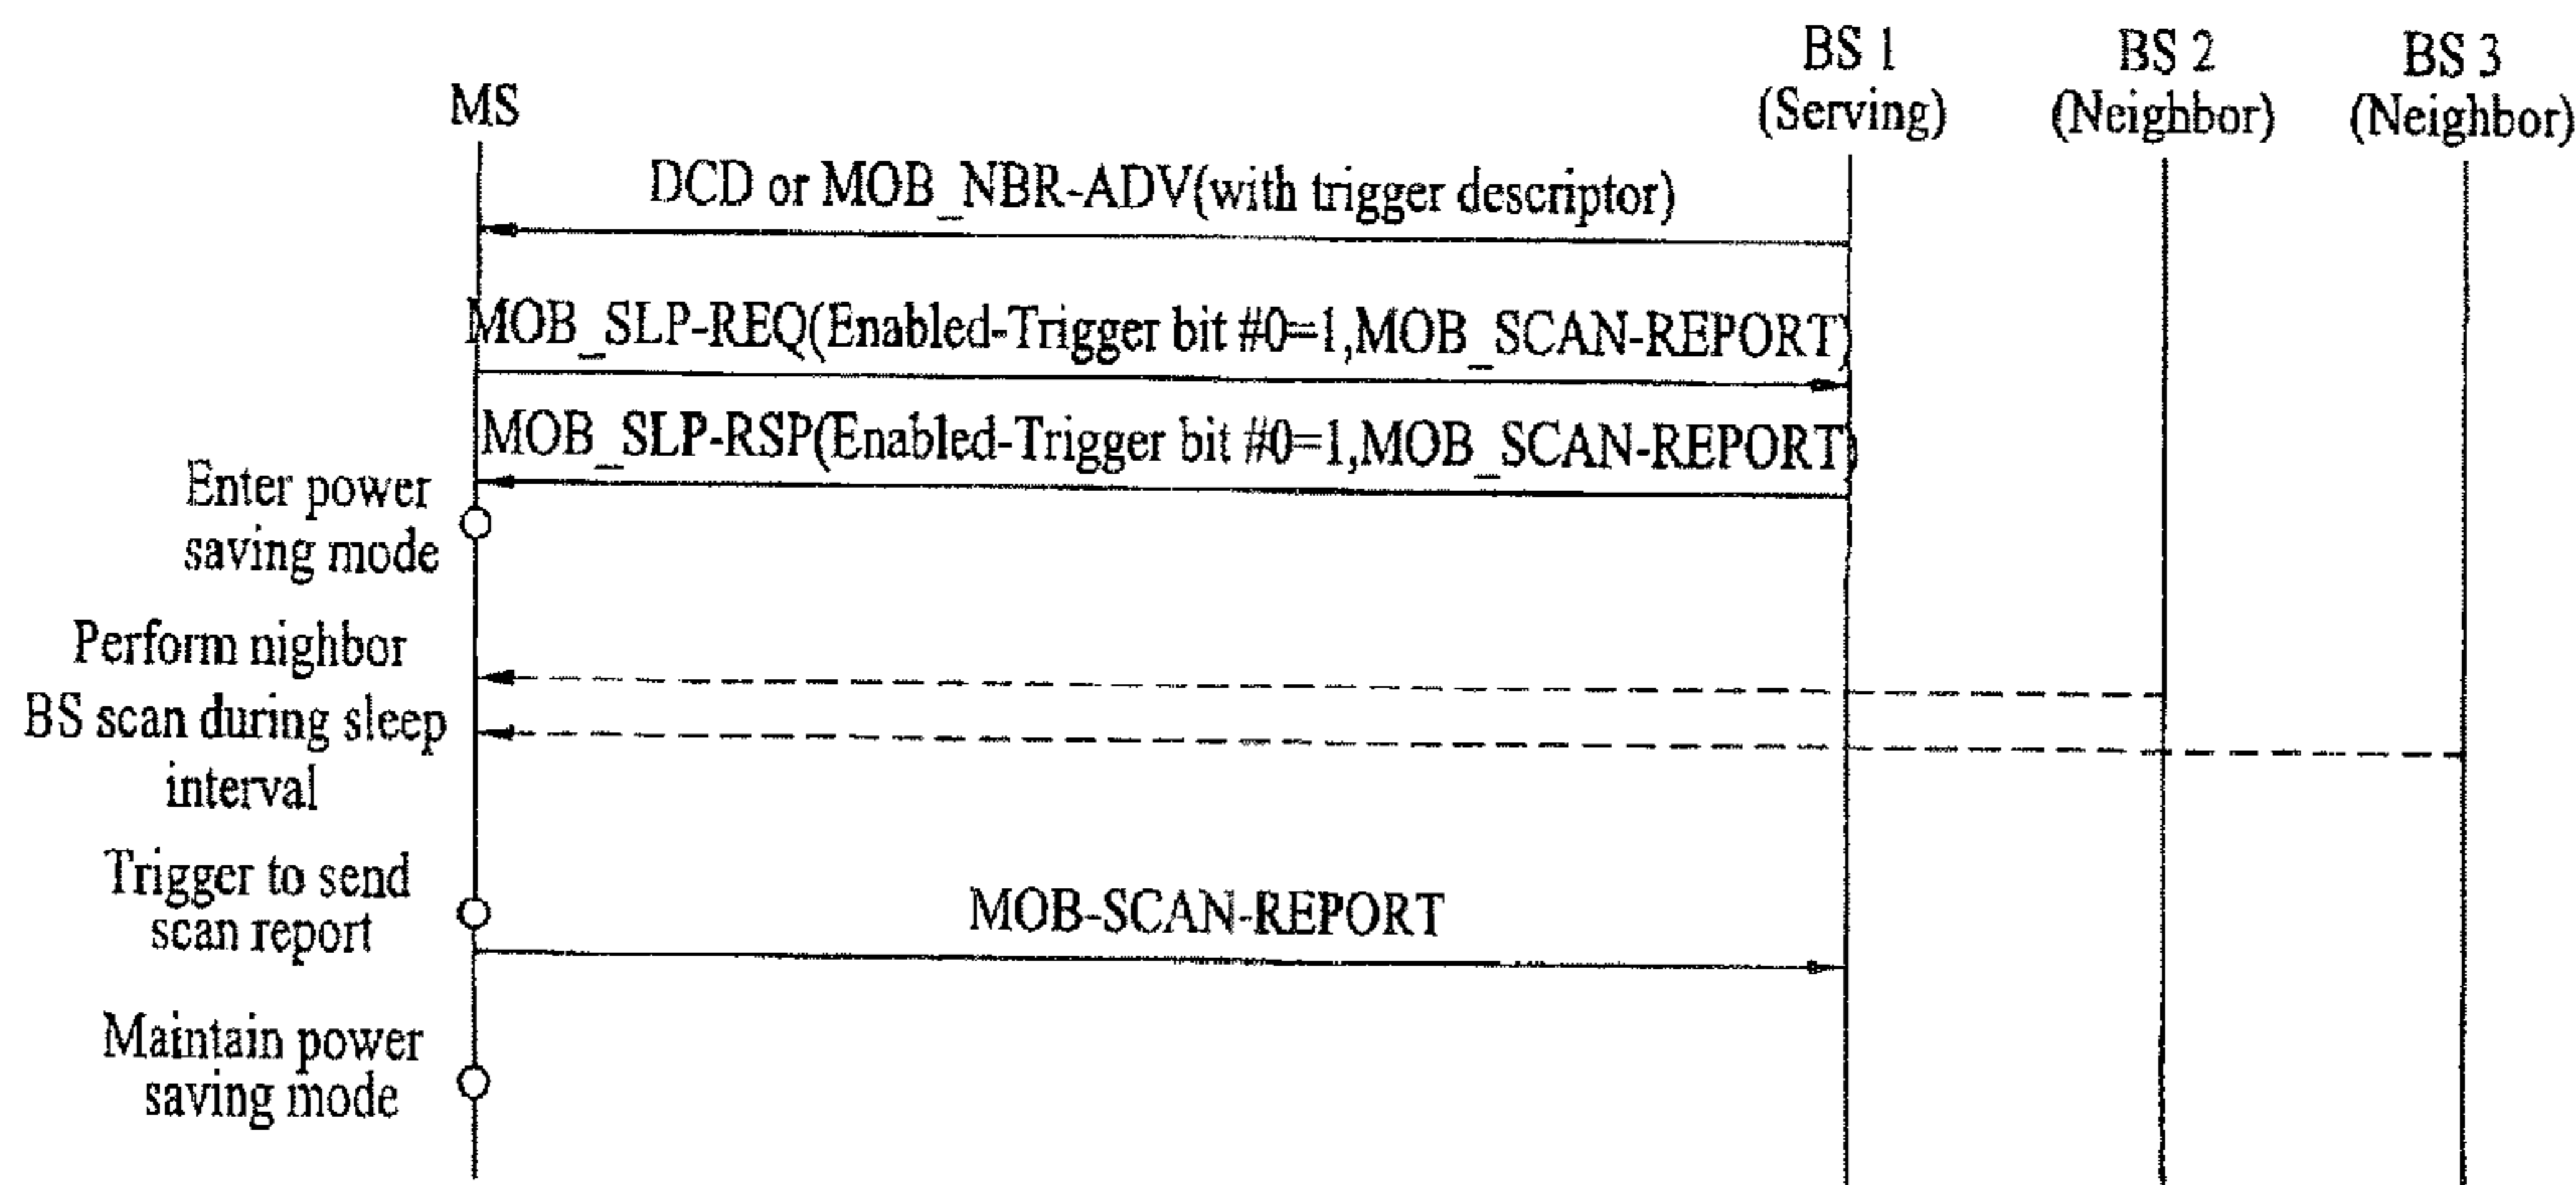 MS
BS 1
(Serving)
BS 2
(Neighbor)
BS 3
(Neighbor)
DCD or MOB_NBR-ADV(with trigger descriptor)
MOB_SLP-REQ(Enabled-Trigger bit #0=1,MOB_SCAN-REPORT)
MOB_SLP-RSP(Enabled-Trigger bit #0=1,MOB_SCAN-REPORT)
Enter power
saving mode
Perform nighbor
BS scan during sleep
interval
Trigger to send
scan report
MOB-SCAN-REPORT
Maintain power
saving mode